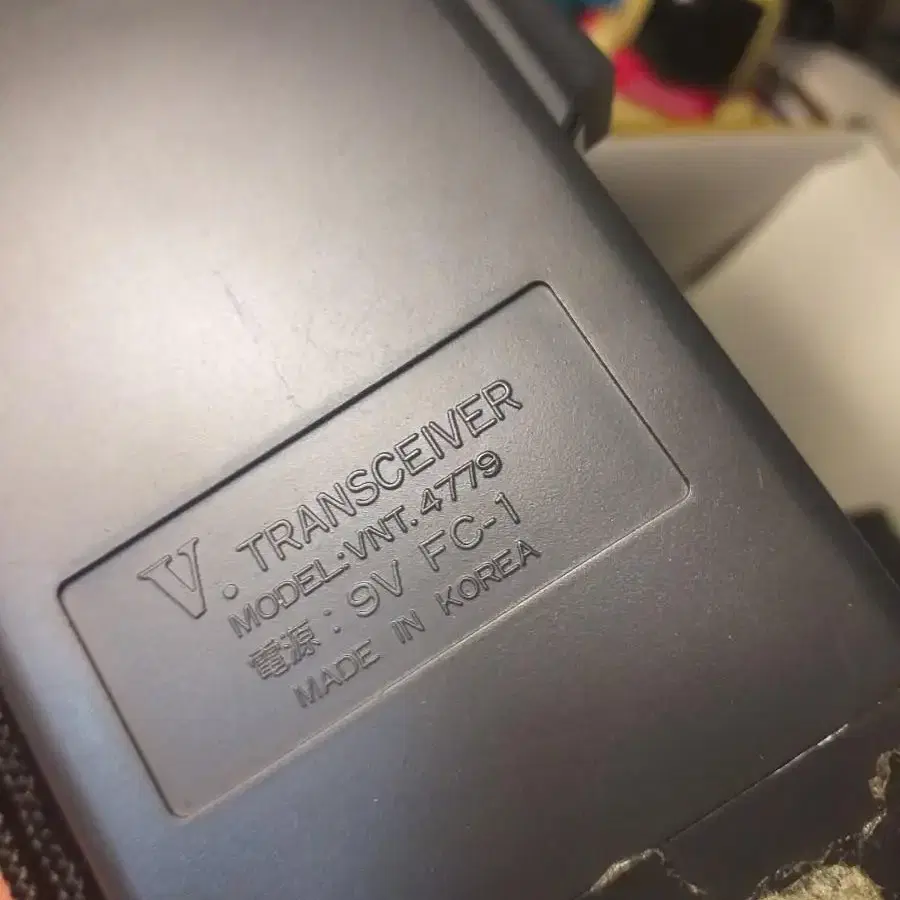 V. TRANSCEIVER
MODEL:VNT.4779
電源:9V FC-1
MADE IN KOREA